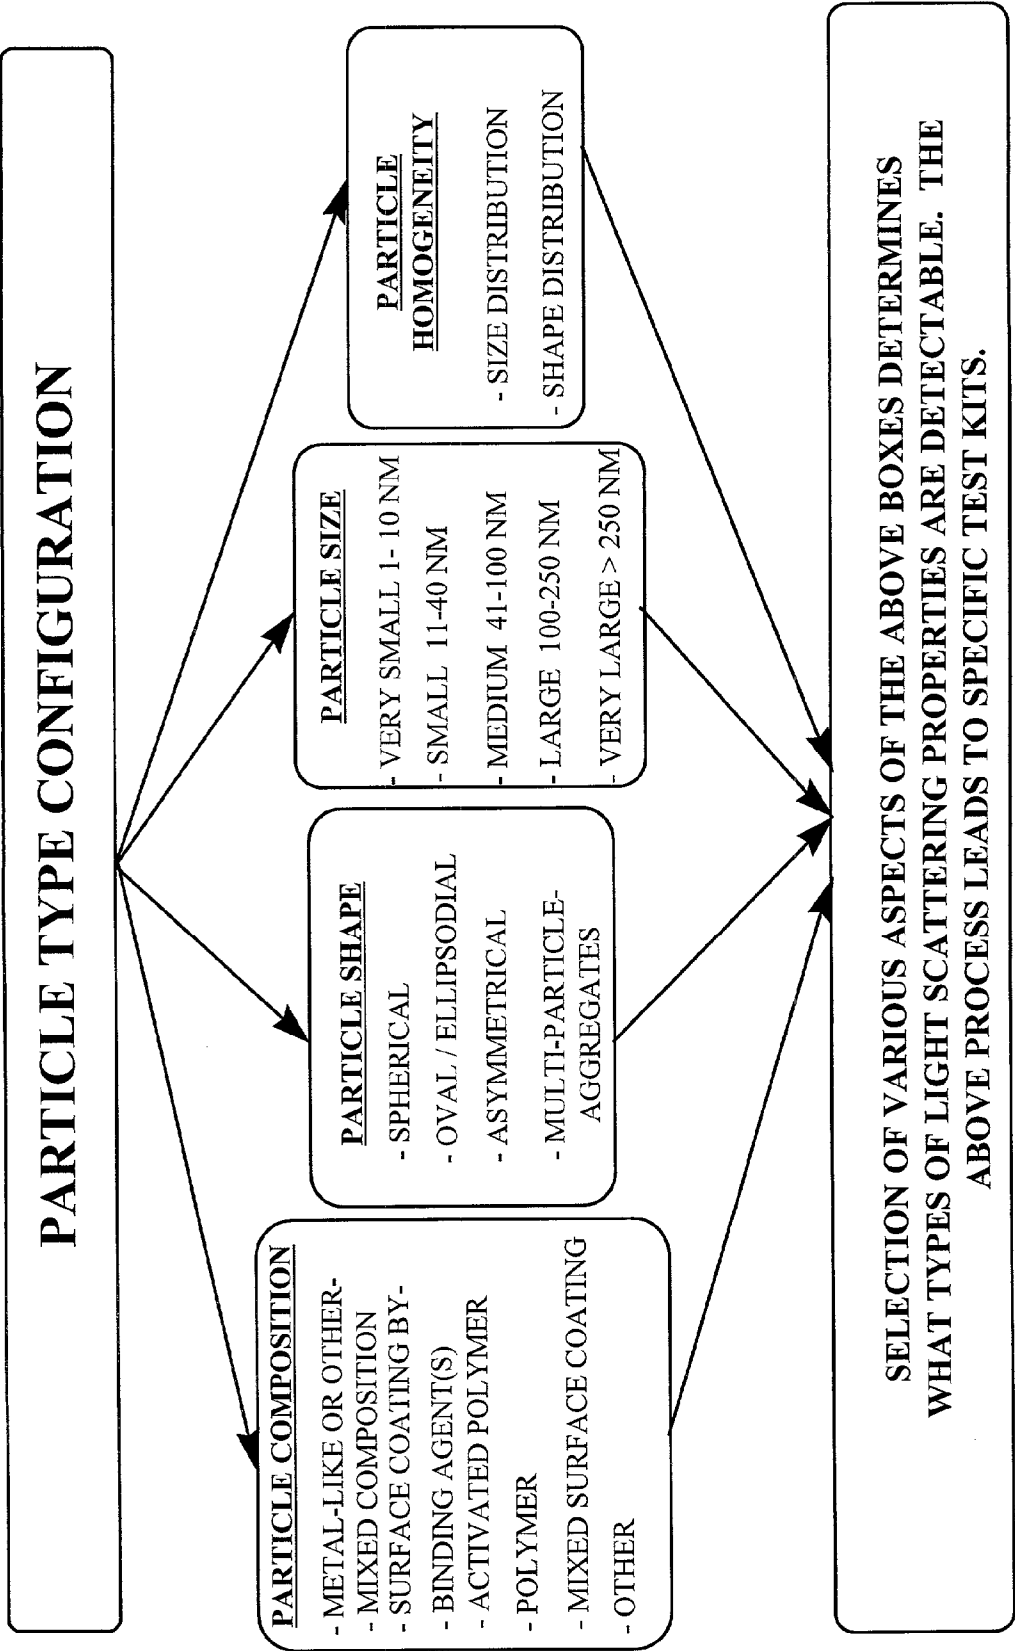 PARTICLE TYPE CONFIGURATION
PARTICLE COMPOSITION
- METAL-LIKE OR OTHER-
- MIXED COMPOSITION
- SURFACE COATING BY-
- BINDING AGENT(S)
- ACTIVATED POLYMER
- POLYMER
- MIXED SURFACE COATING
- OTHER
PARTICLE SHAPE
- SPHERICAL
- OVAL / ELLIPSODIAL
- ASYMMETRICAL
- MULTI-PARTICLE-
AGGREGATES
PARTICLE SIZE
- VERY SMALL 1- 10 NM
- SMALL 11-40 NM
- MEDIUM 41-100 NM
- LARGE 100-250 NM
- VERY LARGE > 250 NM
PARTICLE
HOMOGENEITY
- SIZE DISTRIBUTION
- SHAPE DISTRIBUTION
SELECTION OF VARIOUS ASPECTS OF THE ABOVE BOXES DETERMINES
WHAT TYPES OF LIGHT SCATTERING PROPERTIES ARE DETECTABLE. THE
ABOVE PROCESS LEADS TO SPECIFIC TEST KITS.